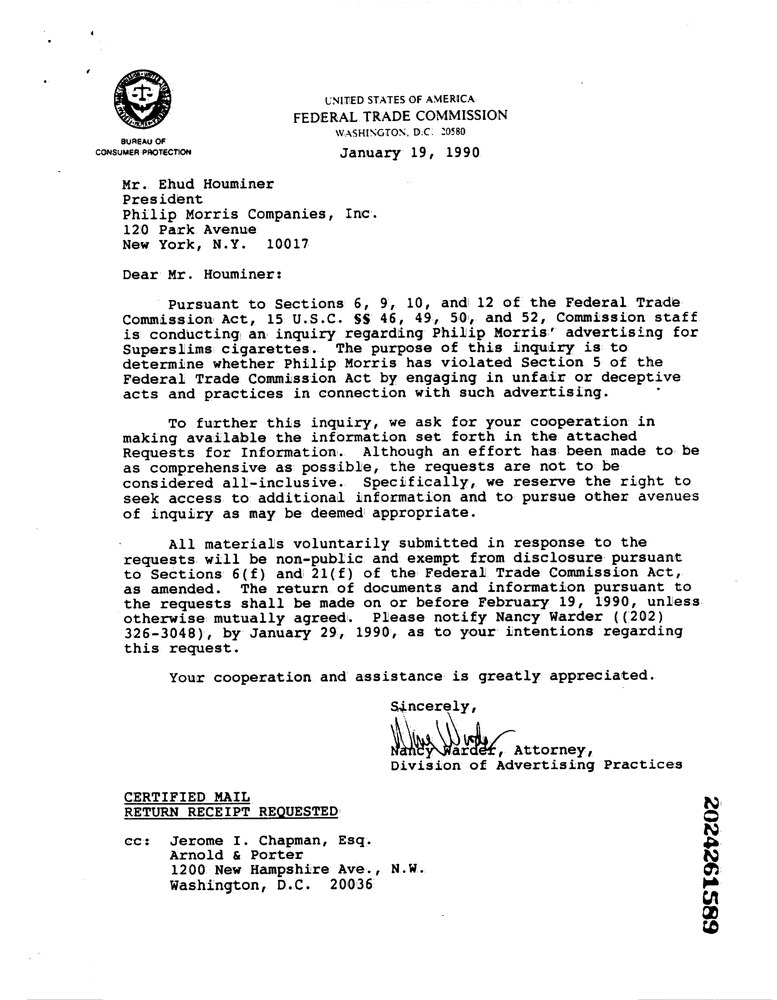 UNITED STATES OF AMERICA
FEDERAL TRADE COMMISSION
WASHINGTON, D.C. 20580
BUREAU OF
CONSUMER PROTECTION
January 19, 1990
Mr. Ehud Houminer
President
Philip Morris Companies, Inc.
120 Park Avenue
New York, N.Y. 10017
Dear Mr. Houminer:
Pursuant to Sections 6, 9, 10, and 12 of the Federal Trade
Commission Act, 15 U.S.C. §§ 46, 49, 50, and 52, Commission staff
is conducting an inquiry regarding Philip Morris' advertising for
Superslims cigarettes. The purpose of this inquiry is to
determine whether Philip Morris has violated Section 5 of the
Federal Trade Commission Act by engaging in unfair or deceptive
acts and practices in connection with such advertising.
To further this inquiry, we ask for your cooperation in
making available the information set forth in the attached
Requests for Information. Although an effort has been made to be
as comprehensive as possible, the requests are not to be
considered all-inclusive. Specifically, we reserve the right to
seek access to additional information and to pursue other avenues
of inquiry as may be deemed appropriate.
All materials voluntarily submitted in response to the
requests will be non-public and exempt from disclosure pursuant
to Sections 6(f) and 21(f) of the Federal Trade Commission Act,
as amended. The return of documents and information pursuant to
the requests shall be made on or before February 19, 1990, unless
otherwise mutually agreed. Please notify Nancy Warder ((202)
326-3048), by January 29, 1990, as to your intentions regarding
this request.
Your cooperation and assistance is greatly appreciated.
Sincerely,
Nancy Warder, Attorney,
Division of Advertising Practices
CERTIFIED MAIL
RETURN RECEIPT REQUESTED
cc: Jerome I. Chapman, Esq.
Arnold & Porter
1200 New Hampshire Ave., N.W.
Washington, D.C. 20036
2024261589